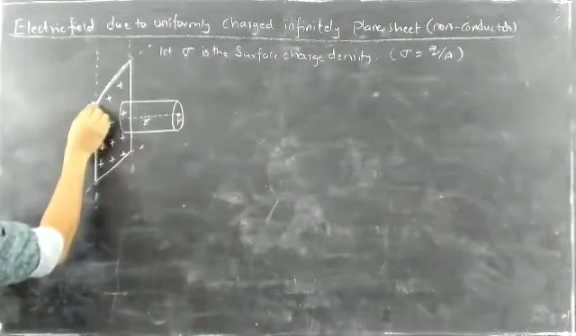 Electric field due to uniformly charged infinitely plane sheet (non-conductor)
let σ is the Surface charge density. (σ = q/A)
r P